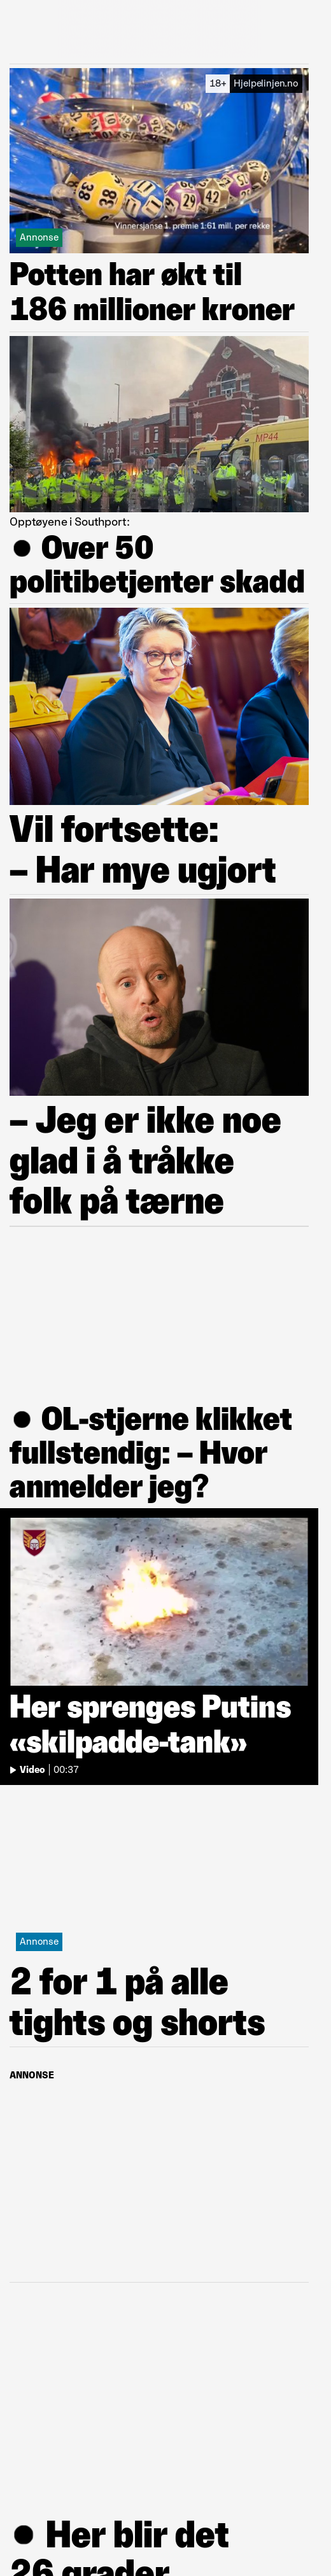 18+ Hjelpelinjen.no
Vinnersjanse 1. premie 1:61 mill. per rekke
Annonse
Potten har økt til
186 millioner kroner
MP44
Opptøyene i Southport:
● Over 50
politibetjenter skadd
Vil fortsette:
– Har mye ugjort
– Jeg er ikke noe
glad i å tråkke
folk på tærne
● OL-stjerne klikket
fullstendig: – Hvor
anmelder jeg?
Her sprenges Putins
«skilpadde-tank»
Video | 00:37
Annonse
2 for 1 på alle
tights og shorts
ANNONSE
● Her blir det
26 grader